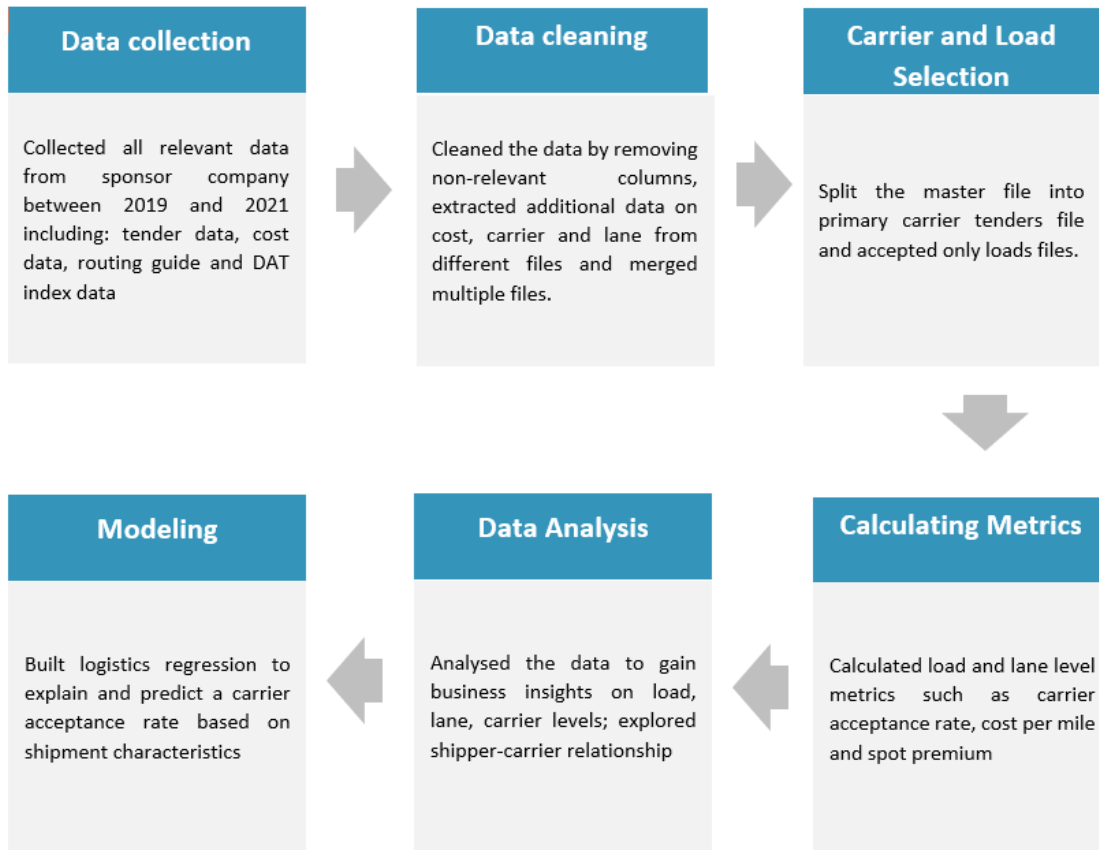 Data collection
Collected all relevant data
from sponsor company
between 2019 and 2021
including: tender data, cost
data, routing guide and DAT
index data
Data cleaning
Cleaned the data by removing
non-relevant columns,
extracted additional data on
cost, carrier and lane from
different files and merged
multiple files.
Carrier and Load
Selection
Split the master file into
primary carrier tenders file
and accepted only loads files.
Calculating Metrics
Calculated load and lane level
metrics such as carrier
acceptance rate, cost per mile
and spot premium
Data Analysis
Analysed the data to gain
business insights on load,
lane, carrier levels; explored
shipper-carrier relationship
Modeling
Built logistics regression to
explain and predict a carrier
acceptance rate based on
shipment characteristics